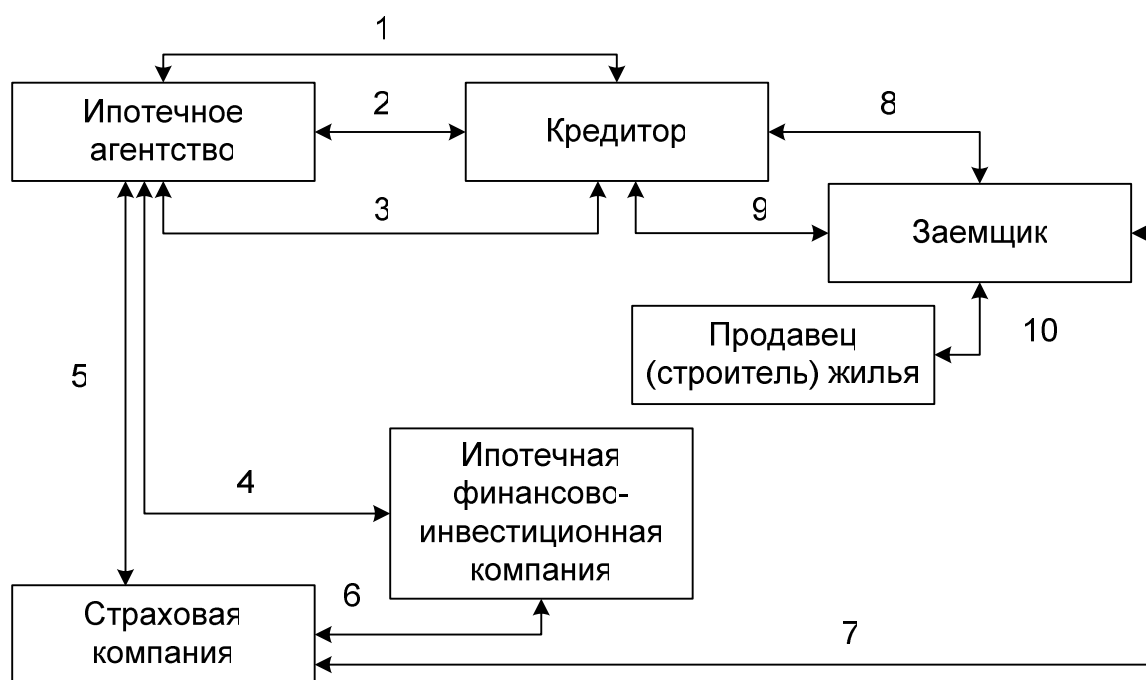 1
Ипотечное
агентство
2
Кредитор
8
3
9
Заемщик
Продавец
(строитель) жилья
10
5
4
Ипотечная
финансово-
инвестиционная
компания
Страховая
компания
6
7